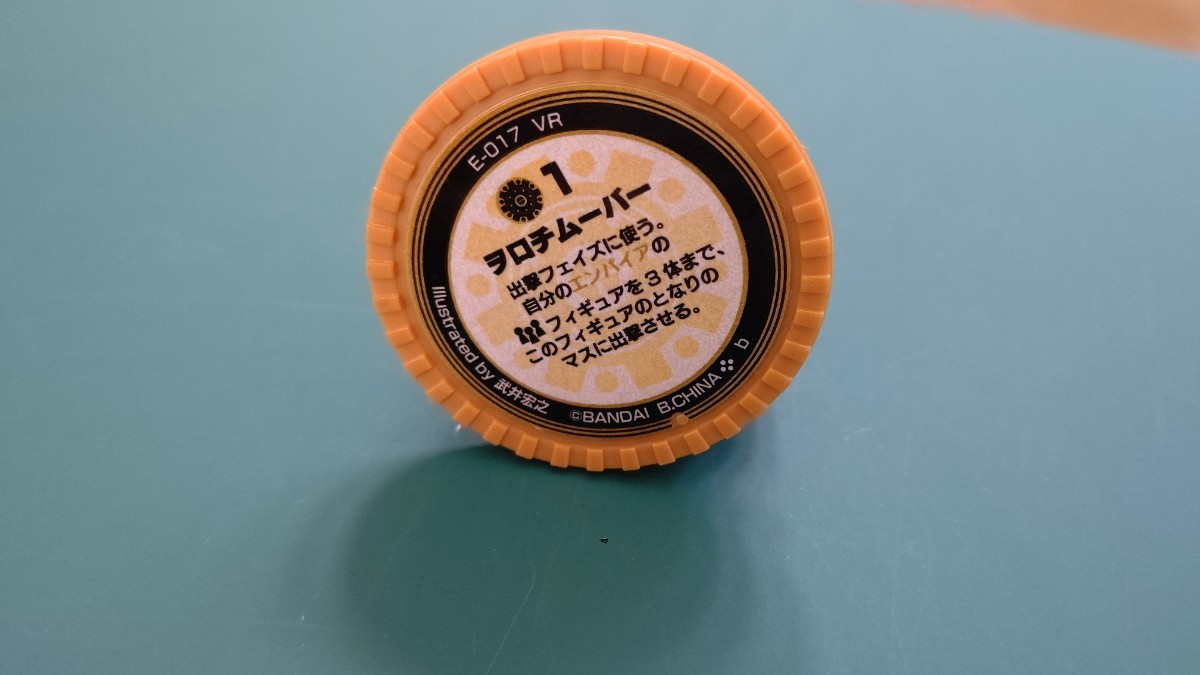 E-017 VR
1
ヲロチムーバー
出撃フェイズに使う。
自分のエンパイアの
フィギュアを3体まで、
このフィギュアのとなりの
マスに出撃させる。
Illustrated by 武井宏之
©BANDAI B.CHINA b